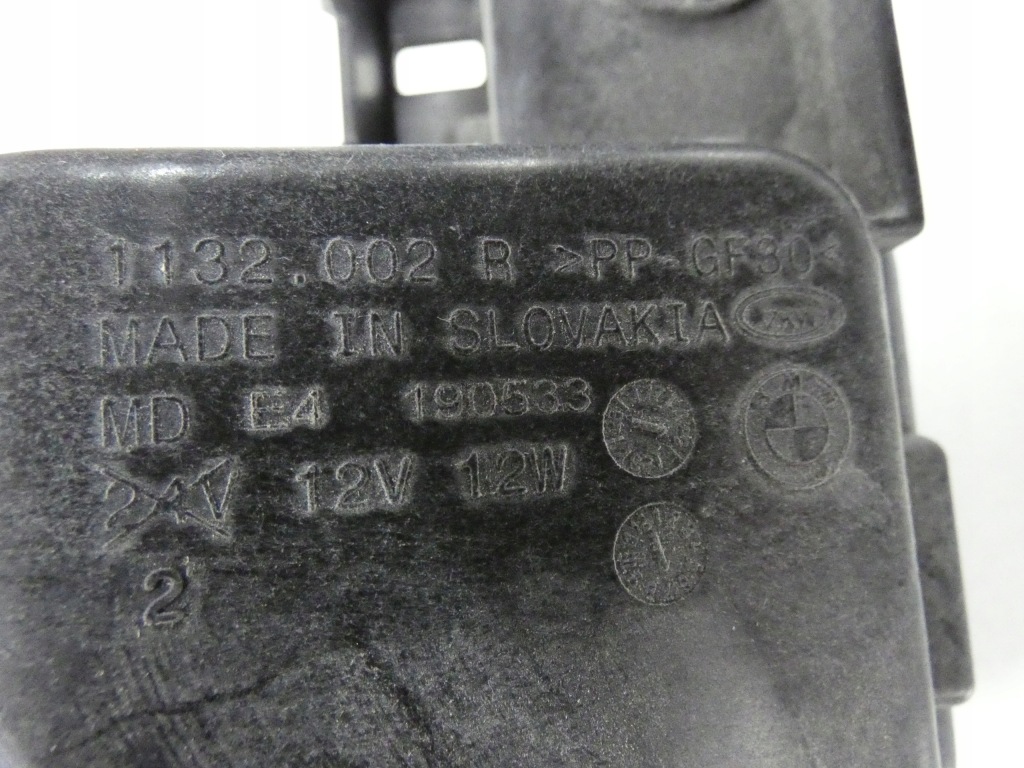 1132.002 R >PP-GF30<
MADE IN SLOVAKIA
MD E4 190533
24V 12V 12W
2